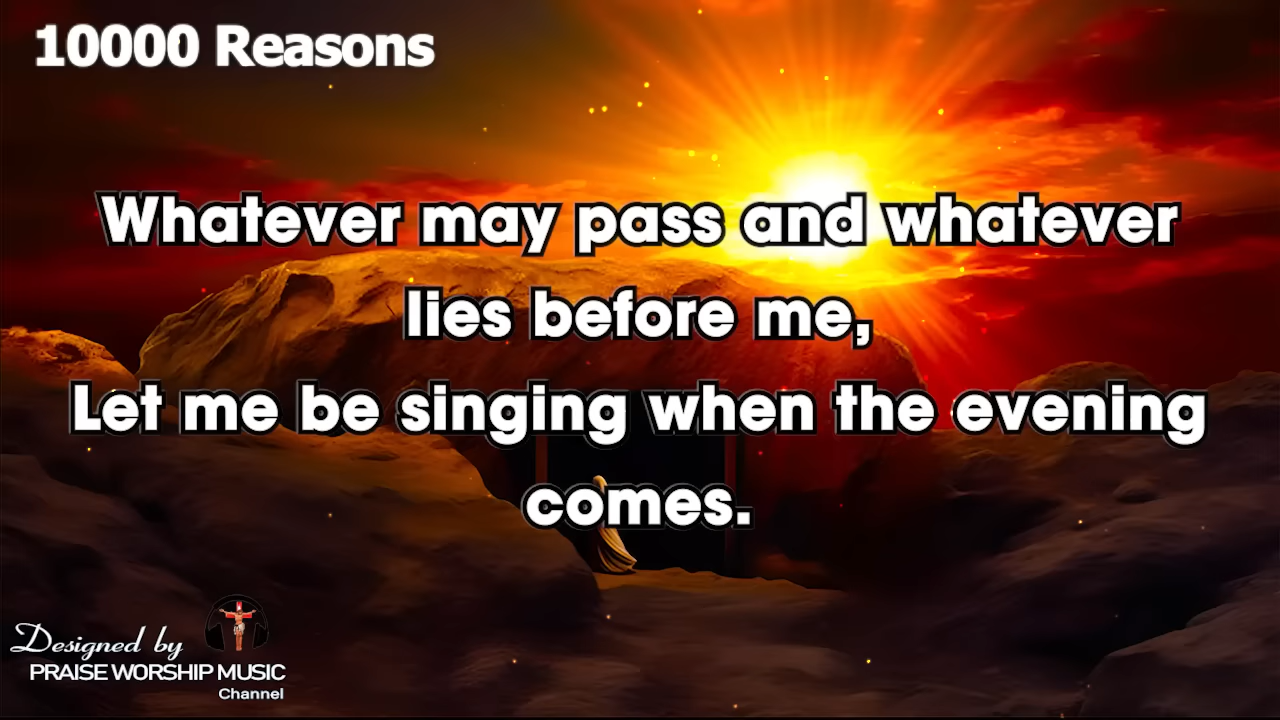 10000 Reasons
Whatever may pass and whatever
lies before me,
Let me be singing when the evening
comes.
Designed by
PRAISE WORSHIP MUSIC
Channel